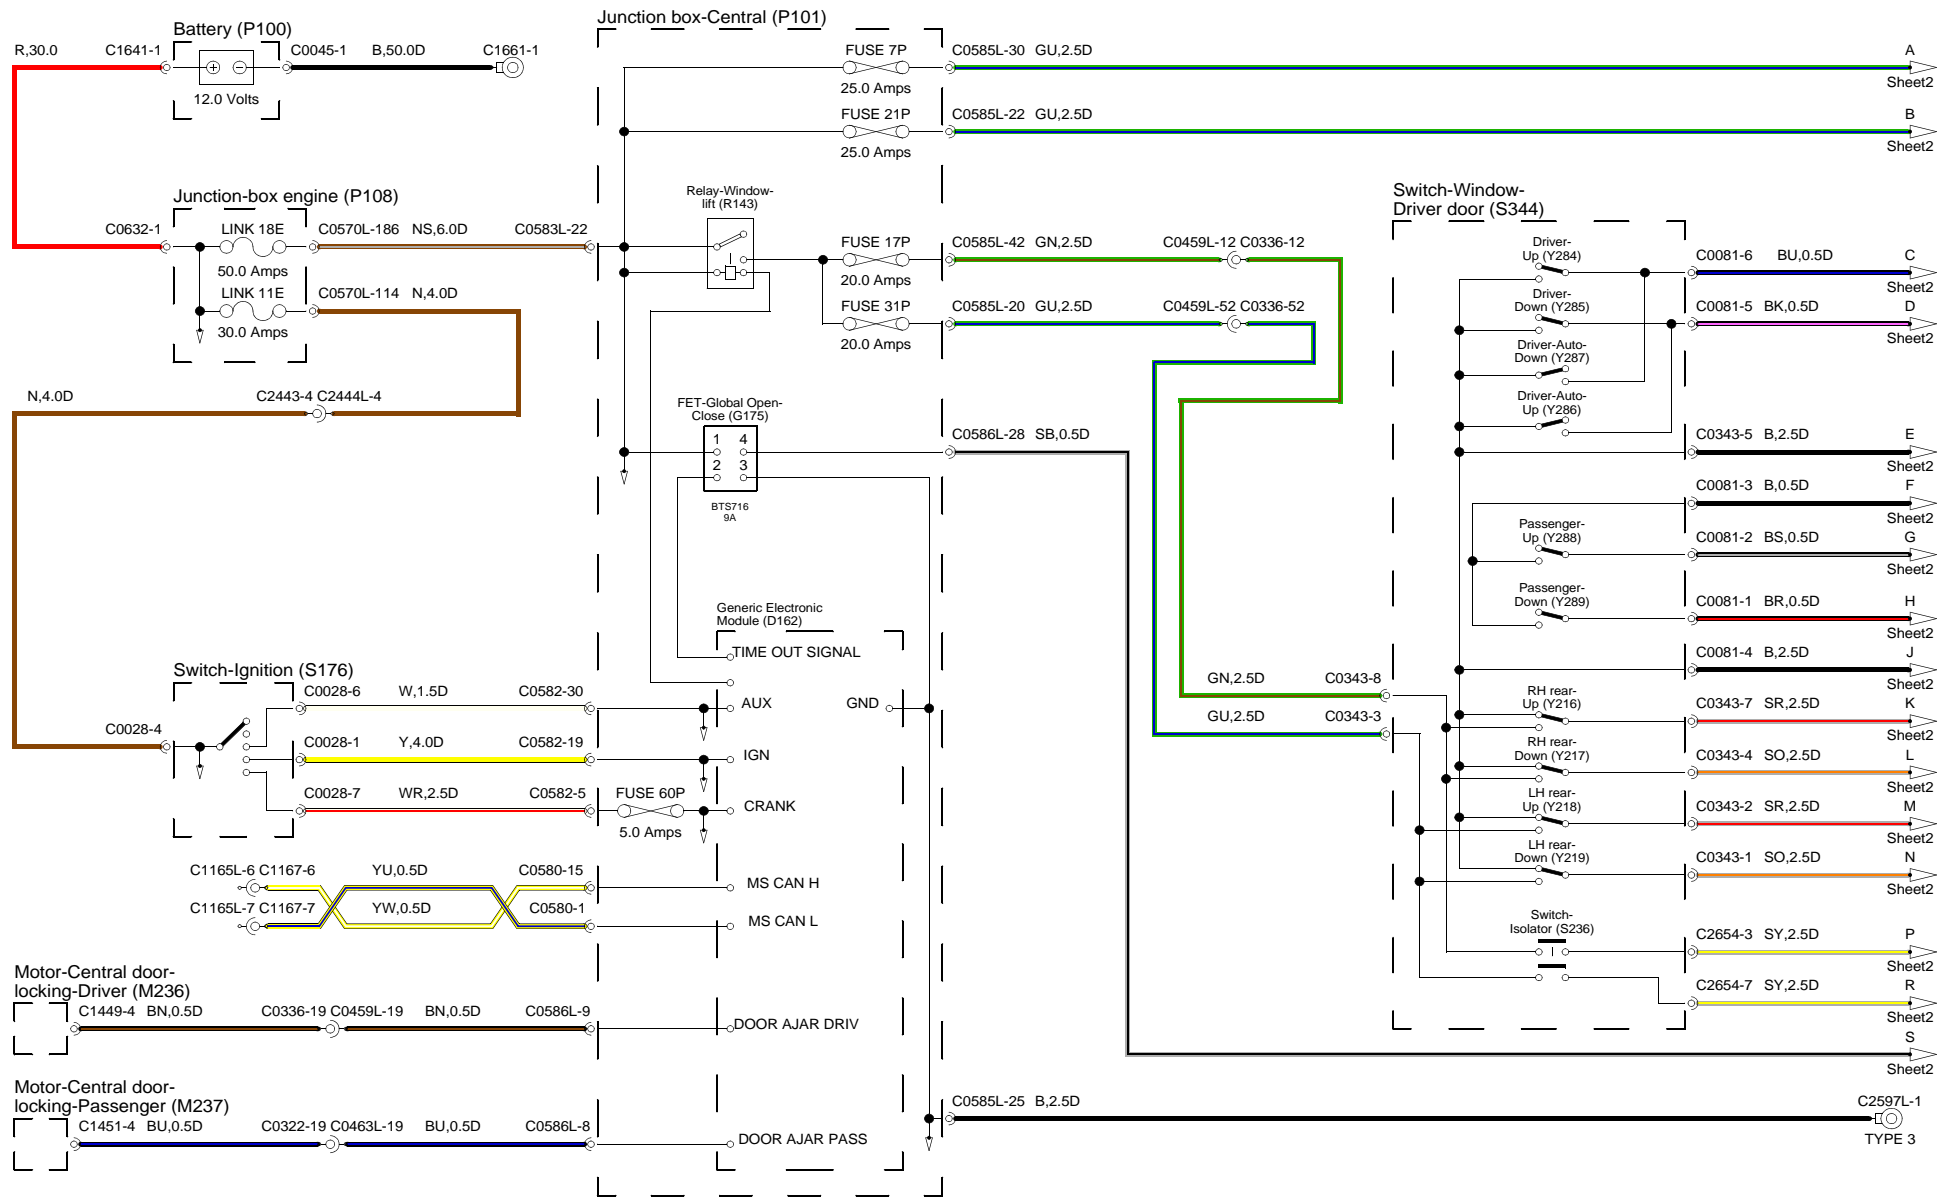 Battery (P100)
R,30.0
C1641-1
C0045-1
B,50.0D
C1661-1
12.0 Volts
Junction-box engine (P108)
C0632-1
LINK 18E
50.0 Amps
C0570L-186
NS,6.0D
C0583L-22
LINK 11E
30.0 Amps
C0570L-114
N,4.0D
N,4.0D
C2443-4
C2444L-4
Switch-Ignition (S176)
C0028-4
C0028-6
W,1.5D
C0582-30
C0028-1
Y,4.0D
C0582-19
C0028-7
WR,2.5D
C0582-5
C1165L-6
C1167-6
YU,0.5D
C0580-15
C1165L-7
C1167-7
YW,0.5D
C0580-1
Motor-Central door-
locking-Driver (M236)
C1449-4
BN,0.5D
C0336-19
C0459L-19
BN,0.5D
C0586L-9
Motor-Central door-
locking-Passenger (M237)
C1451-4
BU,0.5D
C0322-19
C0463L-19
BU,0.5D
C0586L-8
Junction box-Central (P101)
FUSE 7P
25.0 Amps
FUSE 21P
25.0 Amps
Relay-Window-
lift (R143)
FUSE 17P
20.0 Amps
FUSE 31P
20.0 Amps
FET-Global Open-
Close (G175)
1
4
2
3
BTS716
9A
Generic Electronic
Module (D162)
TIME OUT SIGNAL
AUX
GND
IGN
FUSE 60P
5.0 Amps
CRANK
MS CAN H
MS CAN L
DOOR AJAR DRIV
DOOR AJAR PASS
C0585L-30
GU,2.5D
A
Sheet2
C0585L-22
GU,2.5D
B
Sheet2
C0585L-42
GN,2.5D
C0459L-12
C0336-12
C0585L-20
GU,2.5D
C0459L-52
C0336-52
C0586L-28
SB,0.5D
GN,2.5D
C0343-8
GU,2.5D
C0343-3
Switch-Window-
Driver door (S344)
Driver-
Up (Y284)
C0081-6
BU,0.5D
C
Sheet2
Driver-
Down (Y285)
C0081-5
BK,0.5D
D
Sheet2
Driver-Auto-
Down (Y287)
Driver-Auto-
Up (Y286)
C0343-5
B,2.5D
E
Sheet2
C0081-3
B,0.5D
F
Sheet2
Passenger-
Up (Y288)
C0081-2
BS,0.5D
G
Sheet2
Passenger-
Down (Y289)
C0081-1
BR,0.5D
H
Sheet2
C0081-4
B,2.5D
J
Sheet2
RH rear-
Up (Y216)
C0343-7
SR,2.5D
K
Sheet2
RH rear-
Down (Y217)
C0343-4
SO,2.5D
L
Sheet2
LH rear-
Up (Y218)
C0343-2
SR,2.5D
M
Sheet2
LH rear-
Down (Y219)
C0343-1
SO,2.5D
N
Sheet2
Switch-
Isolator (S236)
C2654-3
SY,2.5D
P
Sheet2
C2654-7
SY,2.5D
R
Sheet2
S
Sheet2
C0585L-25
B,2.5D
C2597L-1
TYPE 3